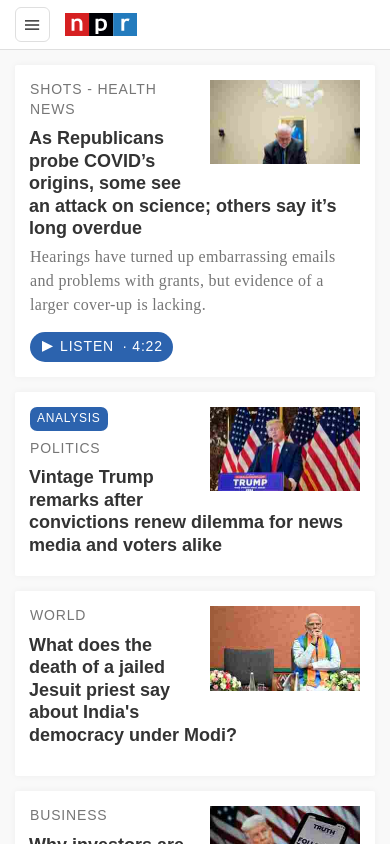 npr
SHOTS - HEALTH
NEWS
As Republicans
probe COVID’s
origins, some see
an attack on science; others say it’s
long overdue
Hearings have turned up embarrassing emails
and problems with grants, but evidence of a
larger cover-up is lacking.
LISTEN · 4:22
ANALYSIS
POLITICS
TRUMP
Vintage Trump
remarks after
convictions renew dilemma for news
media and voters alike
WORLD
What does the
death of a jailed
Jesuit priest say
about India's
democracy under Modi?
BUSINESS
TRUTH
Why investors are